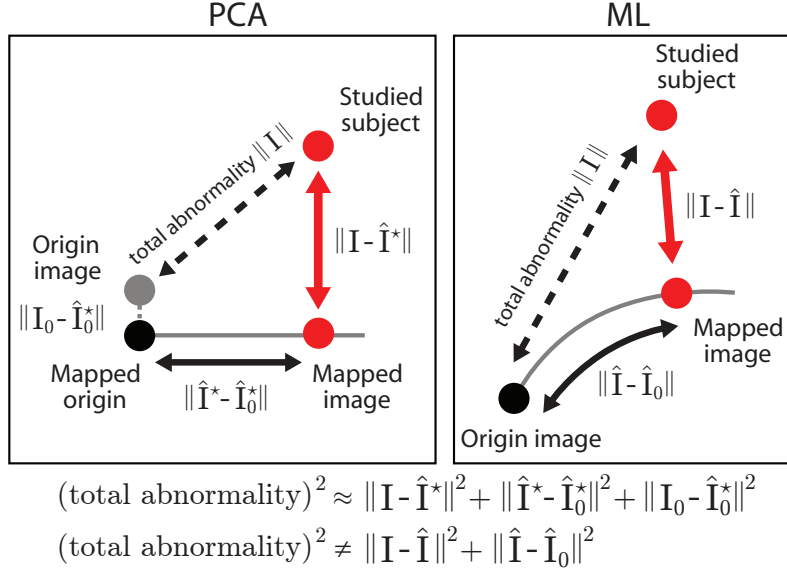 PCA
Studied
subject
total abnormality ‖I‖
‖I-Î*‖
Origin
image
‖I₀-Î₀*‖
Mapped
origin
‖Î*-Î₀*‖
Mapped
image
ML
Studied
subject
total abnormality ‖I‖
‖I-Î‖
Mapped
image
‖Î-Î₀‖
Origin image
(total abnormality)² ≈ ‖I-Î*‖² + ‖Î*-Î₀*‖² + ‖I₀-Î₀*‖²
(total abnormality)² ≠ ‖I-Î‖² + ‖Î-Î₀‖²